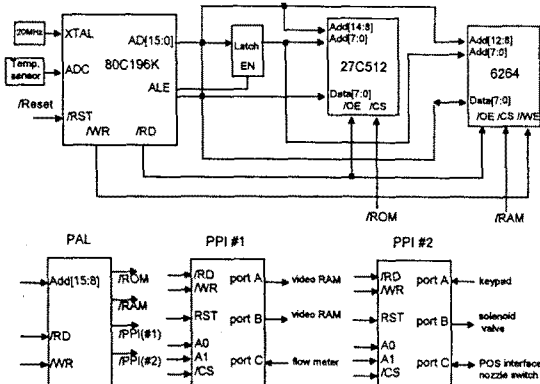 20MHz
XTAL
AD[15:0]
Latch
EN
Add[14:8]
Add[7:0]
27C512
Data[7:0]
/OE /CS
Add[12:8]
Add[7:0]
6264
Data[7:0]
/OE /CS //WE
Temp.
sensor
ADC
80C196K
ALE
/Reset
/RST
/WR
/RD
/ROM
/RAM
PAL
Add[15:8]
/RD
/WR
/ROM
/RAM
/PPI(#1)
/PPI(#2)
PPI #1
/RD
/WR
RST
A0
A1
/CS
port A
port B
port C
video RAM
video RAM
flow meter
PPI #2
/RD
/WR
RST
A0
A1
/CS
port A
port B
port C
keypad
solenoid
valve
POS interface
nozzle switch